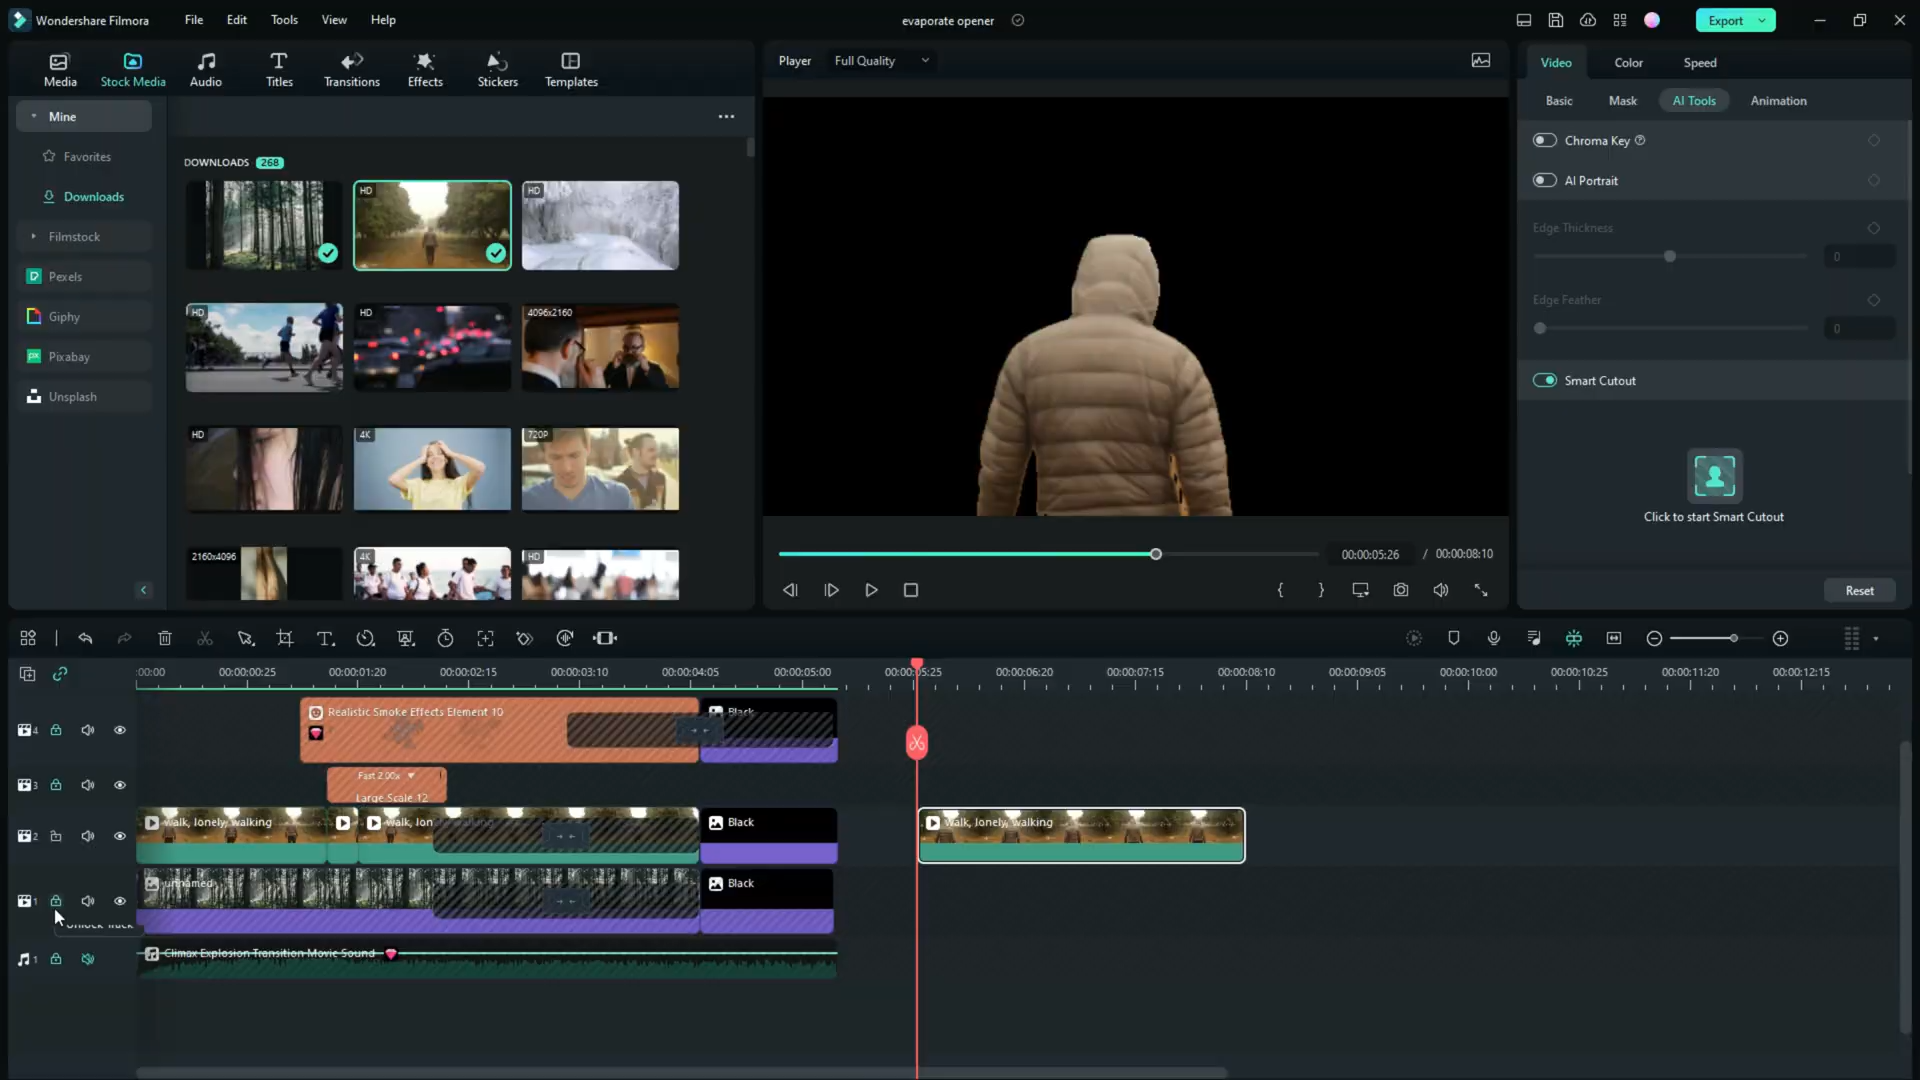 Wondershare Filmora
File
Edit
Tools
View
Help
evaporate opener
Export
Media
Stock Media
Audio
Titles
Transitions
Effects
Stickers
Templates
Mine
Favorites
Downloads
Filmstock
Pexels
Giphy
Pixabay
Unsplash
DOWNLOADS 268
HD
HD
HD
HD
4096x2160
HD
4K
720P
2160x4096
4K
HD
Player
Full Quality
00:00:05:26 / 00:00:08:10
Video
Color
Speed
Basic
Mask
AI Tools
Animation
Chroma Key
AI Portrait
Edge Thickness
0
Edge Feather
0
Smart Cutout
Click to start Smart Cutout
Reset
:00:00
00:00:00:25
00:00:01:20
00:00:02:15
00:00:03:10
00:00:04:05
00:00:05:00
00:00:05:25
00:00:06:20
00:00:07:15
00:00:08:10
00:00:09:05
00:00:10:00
00:00:10:25
00:00:11:20
00:00:12:15
4
Realistic Smoke Effects Element 10
Black
3
Fast 2.00x
Large Scale 12
2
walk, lonely, walking
walk, lonely, walking
Black
walk, lonely, walking
1
unnamed
Black
Unlock Track
1
Climax Explosion Transition Movie Sound